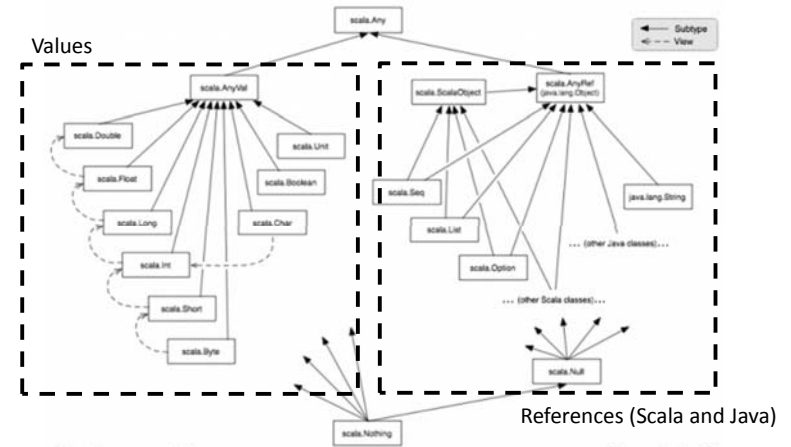 scala.Any
Subtype
View
Values
scala.AnyVal
scala.ScalaObject
scala.AnyRef
(java.lang.Object)
scala.Double
scala.Unit
scala.Float
scala.Boolean
scala.Seq
java.lang.String
scala.Long
scala.Char
scala.List
... (other Java classes)...
scala.Int
scala.Option
scala.Short
... (other Scala classes)...
scala.Byte
scala.Null
References (Scala and Java)
scala.Nothing